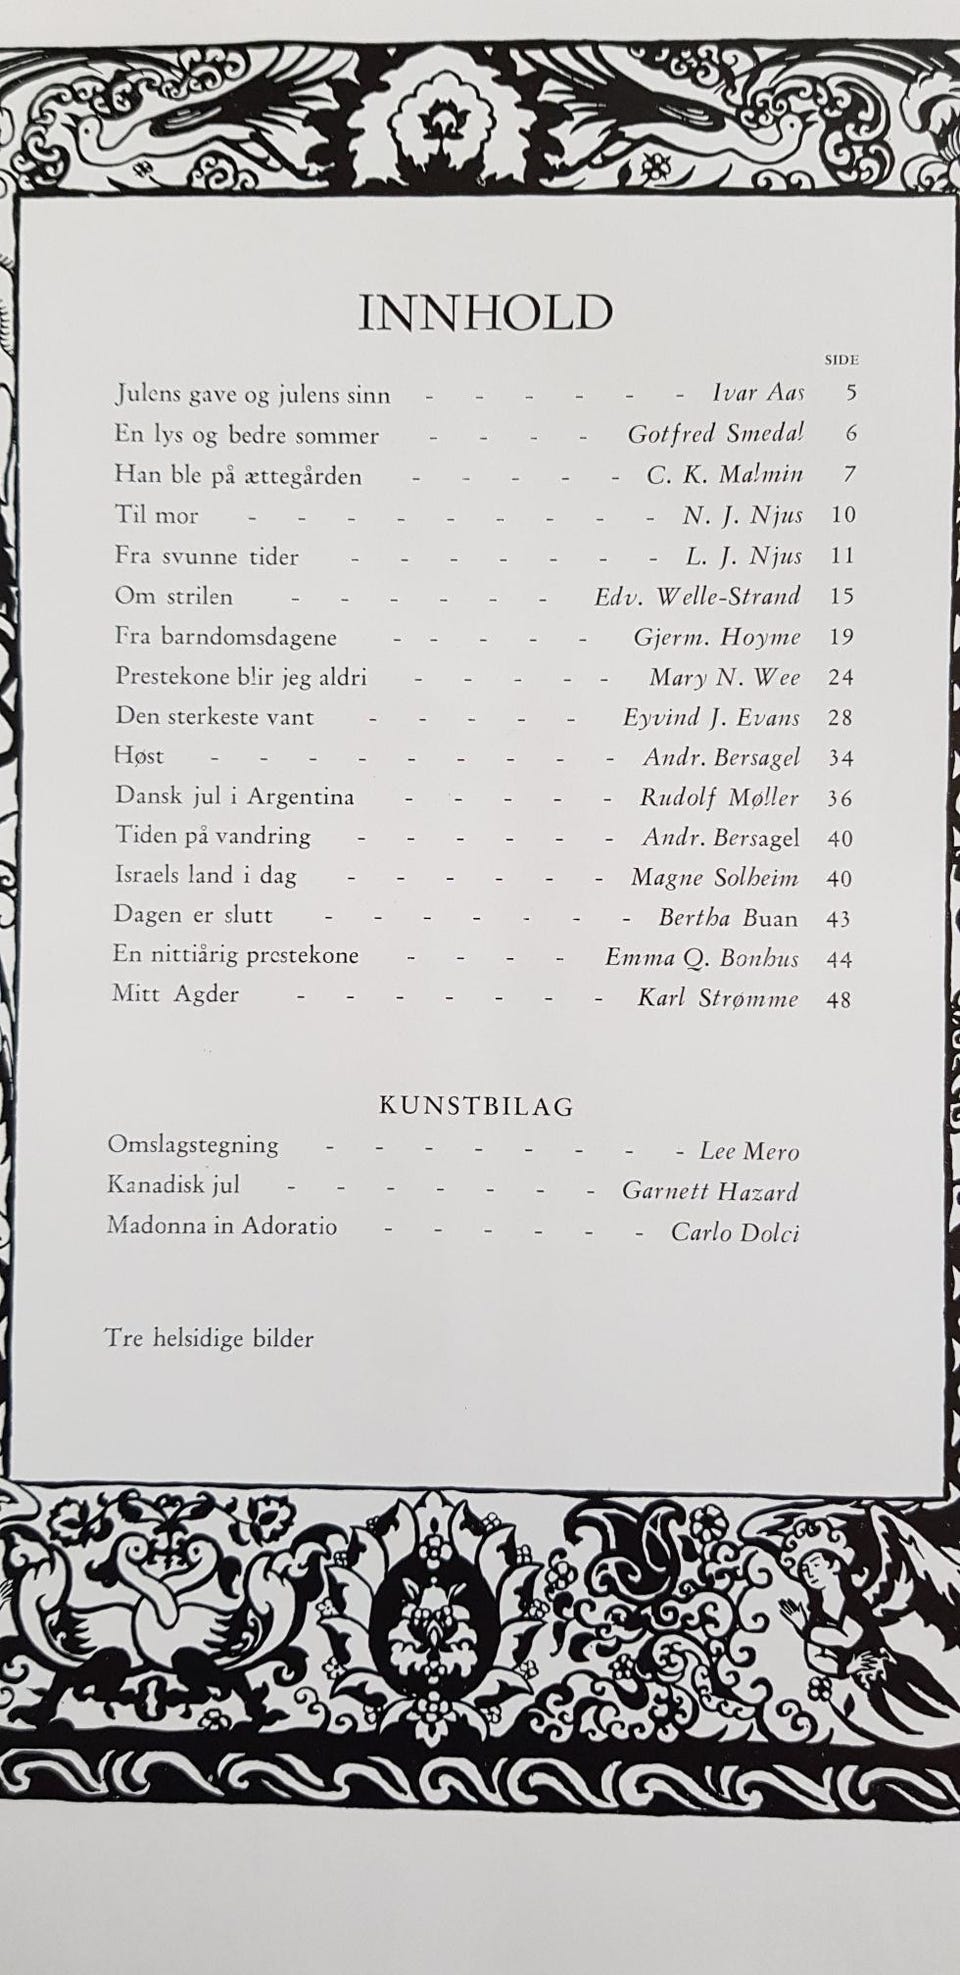 INNHOLD
SIDE
Julens gave og julens sinn - - - - - - Ivar Aas 5
En lys og bedre sommer - - - - Gotfred Smedal 6
Han ble på ættegården - - - - - C. K. Malmin 7
Til mor - - - - - - - - - N. J. Njus 10
Fra svunne tider - - - - - - - L. J. Njus 11
Om strilen - - - - - - Edv. Welle-Strand 15
Fra barndomsdagene - - - - - Gjerm. Hoyme 19
Prestekone blir jeg aldri - - - - - Mary N. Wee 24
Den sterkeste vant - - - - - Eyvind J. Evans 28
Høst - - - - - - - - - Andr. Bersagel 34
Dansk jul i Argentina - - - - - Rudolf Møller 36
Tiden på vandring - - - - - - Andr. Bersagel 40
Israels land i dag - - - - - - Magne Solheim 40
Dagen er slutt - - - - - - - Bertha Buan 43
En nittiårig prestekone - - - - Emma Q. Bonhus 44
Mitt Agder - - - - - - - Karl Strømme 48
KUNSTBILAG
Omslagstegning - - - - - - - - Lee Mero
Kanadisk jul - - - - - - - Garnett Hazard
Madonna in Adoratio - - - - - - Carlo Dolci
Tre helsidige bilder